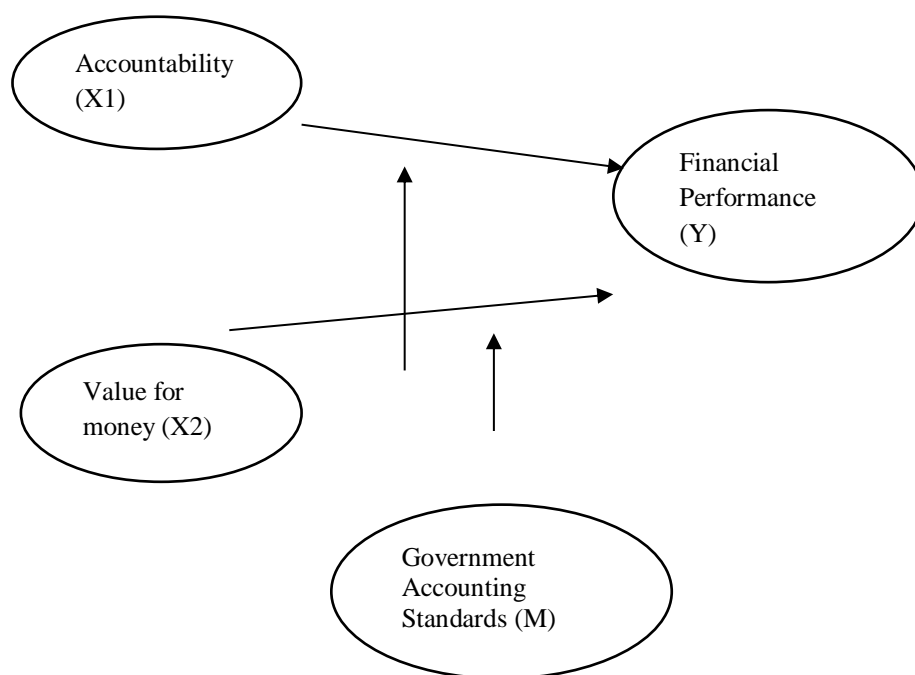 Accountability
(X1)
Financial
Performance
(Y)
Value for
money (X2)
Government
Accounting
Standards (M)